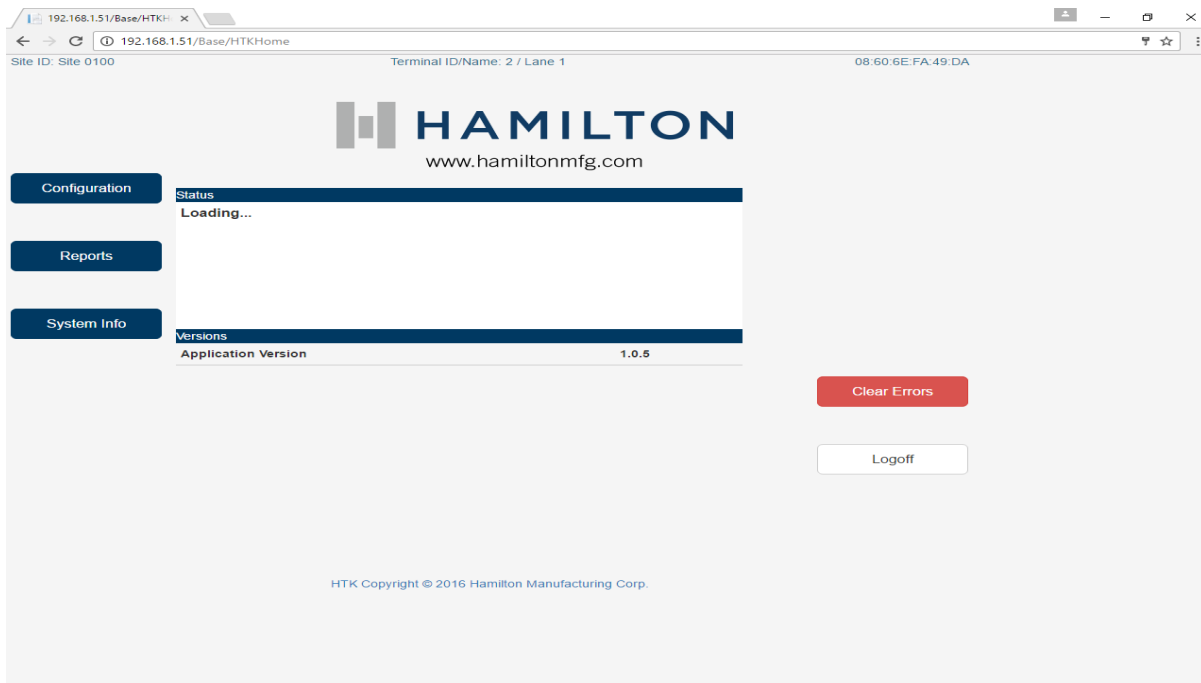 192.168.1.51/Base/HTKH
192.168.1.51/Base/HTKHome
Site ID: Site 0100 Terminal ID/Name: 2 / Lane 1 08:60:6E:FA:49:DA
HAMILTON
www.hamiltonmfg.com
Configuration
Status
Loading...
Reports
System Info
Versions
Application Version 1.0.5
Clear Errors
Logoff
HTK Copyright © 2016 Hamilton Manufacturing Corp.